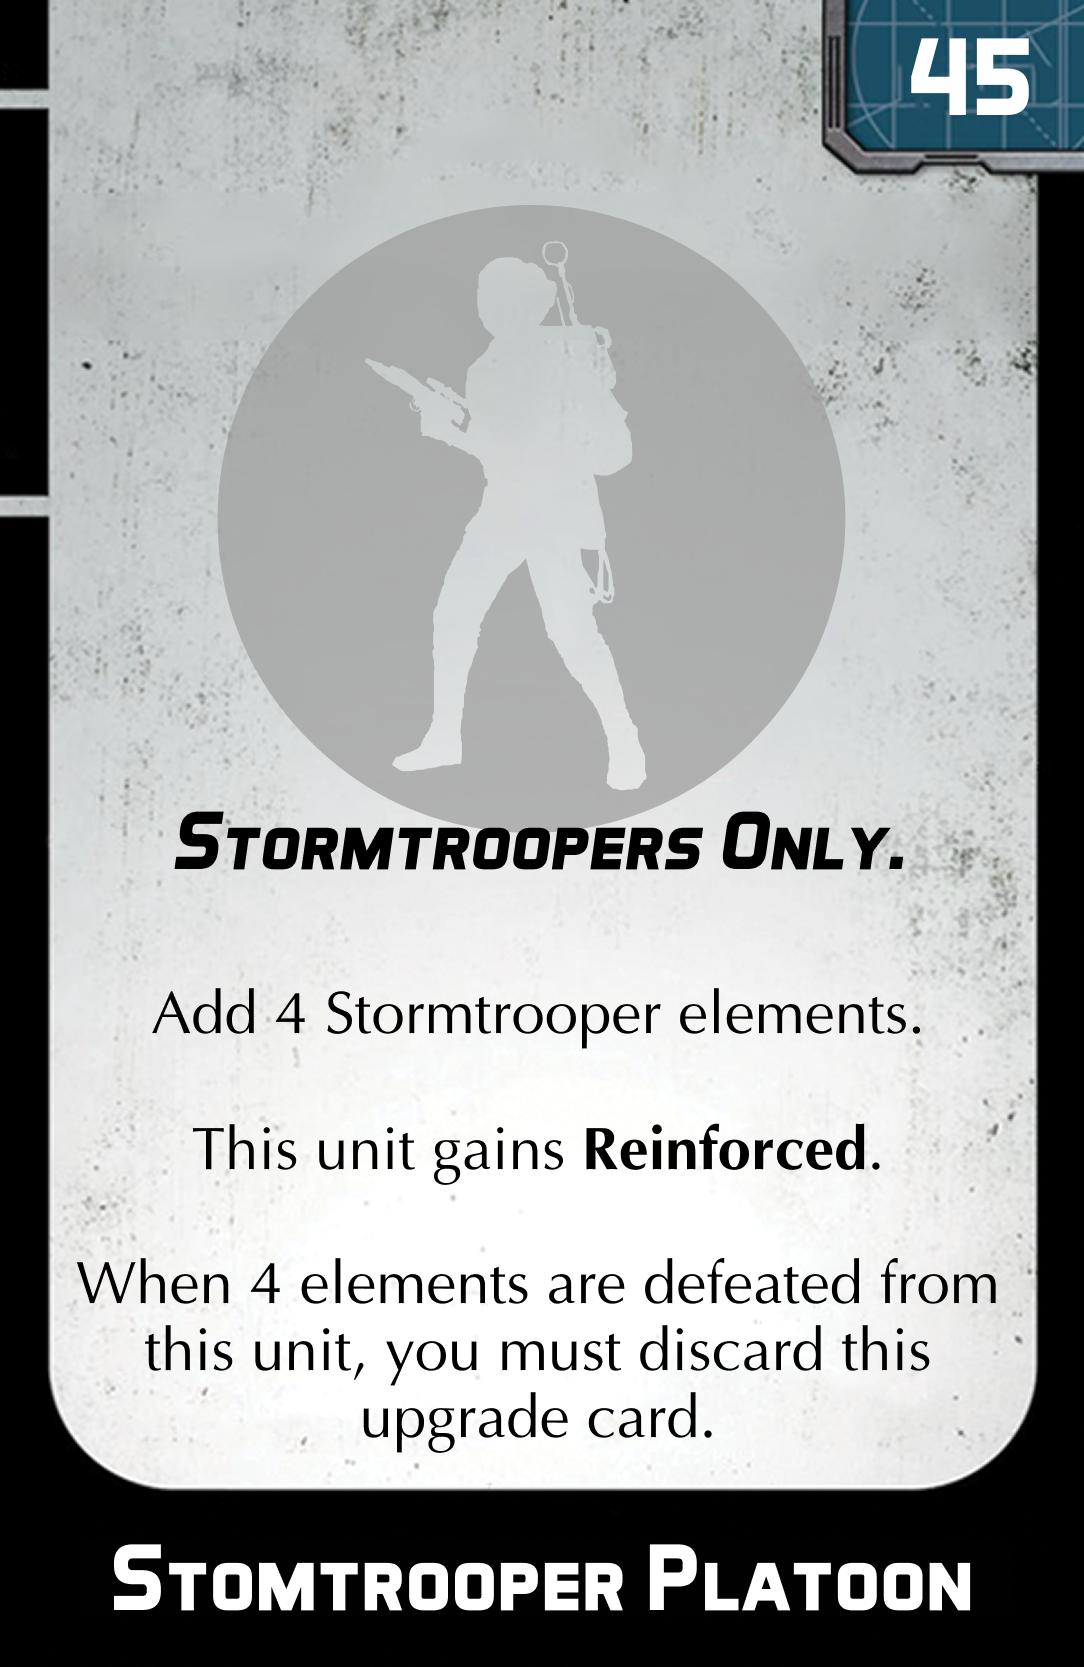 45
Stormtroopers Only.
Add 4 Stormtrooper elements.
This unit gains Reinforced.
When 4 elements are defeated from
this unit, you must discard this
upgrade card.
Stomtrooper Platoon